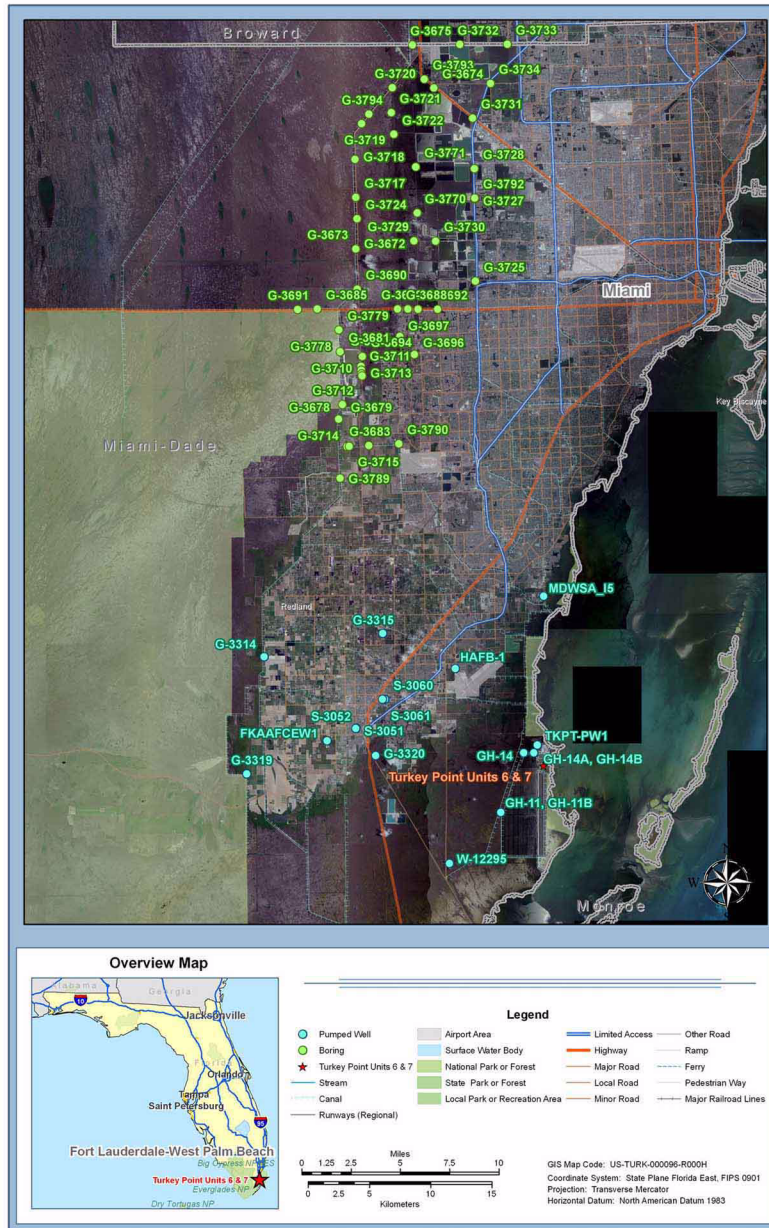 Broward
G-3675 G-3732 G-3733
G-3793
G-3720 G-3674 G-3734
G-3721
G-3794 G-3722 G-3731
G-3719
G-3718 G-3771 G-3728
G-3717 G-3792
G-3724 G-3770 G-3727
G-3729 G-3730
G-3673 G-3672
G-3690 G-3725
Miami
G-3691 G-3685 G-3688
G-3779 G-3697
G-3681
G-3778 G-3696
G-3711
G-3710 G-3713
G-3712
G-3678 G-3679
Key Biscayne
Miami-Dade
G-3714 G-3683 G-3790
G-3715
G-3789
MDWSA_I5
Redland
G-3315
G-3314 HAFB-1
S-3060
S-3052 S-3061
FKAAFCEW1 S-3051 TKPT-PW1
G-3319 G-3320 GH-14 GH-14A, GH-14B
Turkey Point Units 6 & 7
GH-11, GH-11B
W-12295
W
Monroe
Overview Map
Alabama
Georgia
10
Jacksonville
Florida
Orlando
Tampa
Saint Petersburg
95
Fort Lauderdale-West Palm Beach
Big Cypress NP-ES
Turkey Point Units 6 & 7
Everglades NP
Dry Tortugas NP
Legend
Pumped Well
Boring
Turkey Point Units 6 & 7
Stream
Canal
Runways (Regional)
Airport Area
Surface Water Body
National Park or Forest
State Park or Forest
Local Park or Recreation Area
Limited Access
Highway
Major Road
Local Road
Minor Road
Other Road
Ramp
Ferry
Pedestrian Way
Major Railroad Lines
Miles
0 1.25 2.5 5 7.5 10
0 2.5 5 10 15
Kilometers
GIS Map Code: US-TURK-000096-R000H
Coordinate System: State Plane Florida East, FIPS 0901
Projection: Transverse Mercator
Horizontal Datum: North American Datum 1983